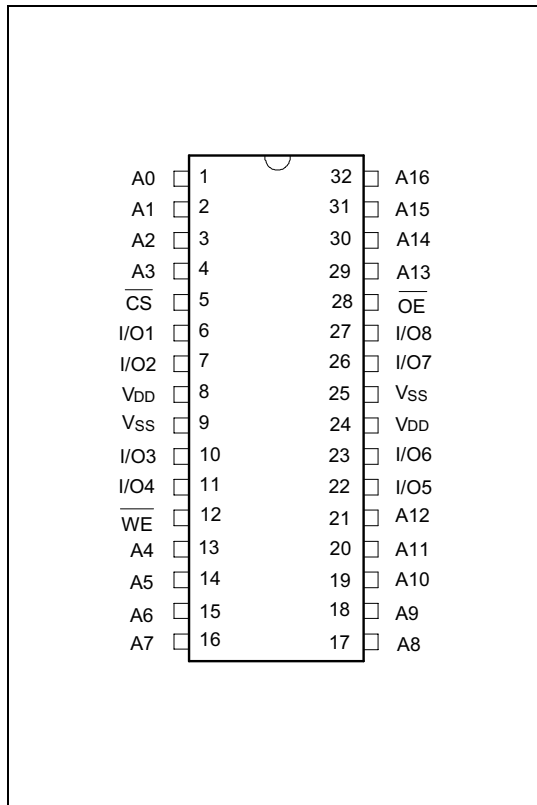 A0 1 32 A16
A1 2 31 A15
A2 3 30 A14
A3 4 29 A13
C̅S̅ 5 28 O̅E̅
I/O1 6 27 I/O8
I/O2 7 26 I/O7
VDD 8 25 VSS
VSS 9 24 VDD
I/O3 10 23 I/O6
I/O4 11 22 I/O5
W̅E̅ 12 21 A12
A4 13 20 A11
A5 14 19 A10
A6 15 18 A9
A7 16 17 A8